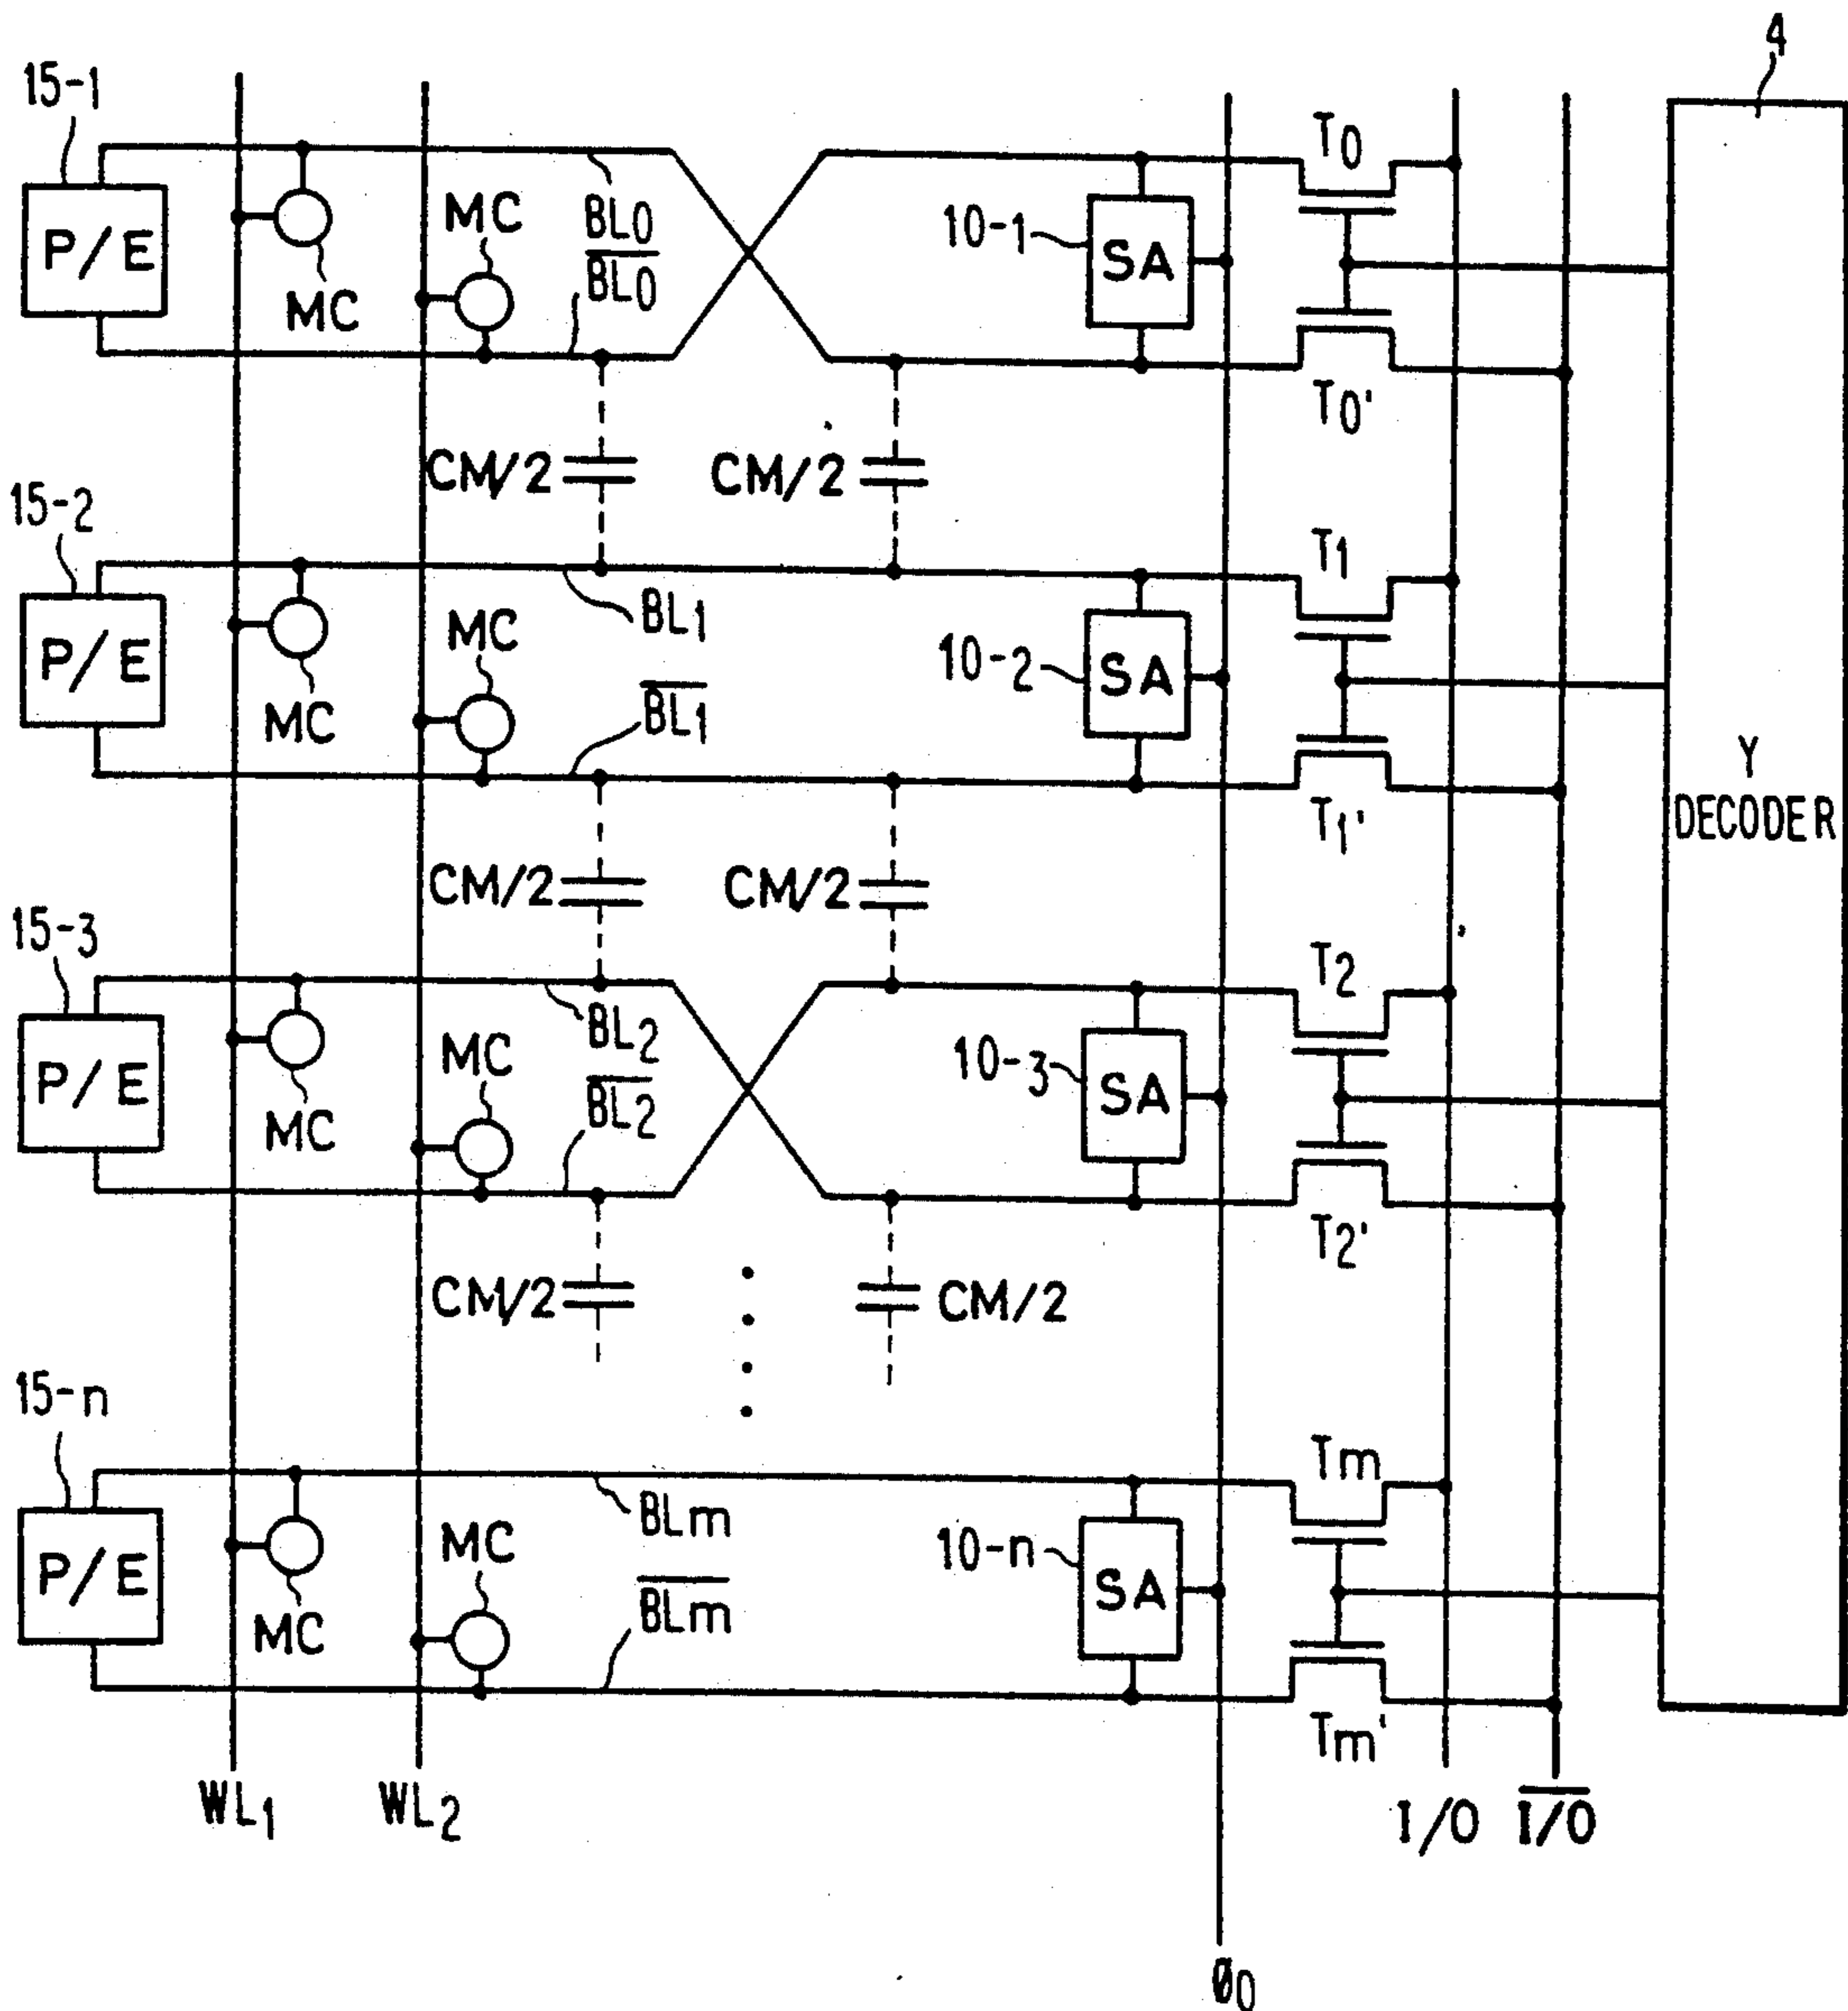 4
15-1
T0
P/E
MC
BL0
10-1
SA
BL0
MC
T0'
CM/2
CM/2
15-2
T1
P/E
MC
BL1
10-2
SA
MC
BL1
Y
DECODER
T1'
CM/2
CM/2
15-3
T2
P/E
BL2
MC
10-3
SA
MC
BL2
T2'
CM/2
CM/2
15-n
Tm
P/E
MC
BLm
10-n
SA
MC
BLm
Tm'
WL1
WL2
I/O
I/O
Ø0